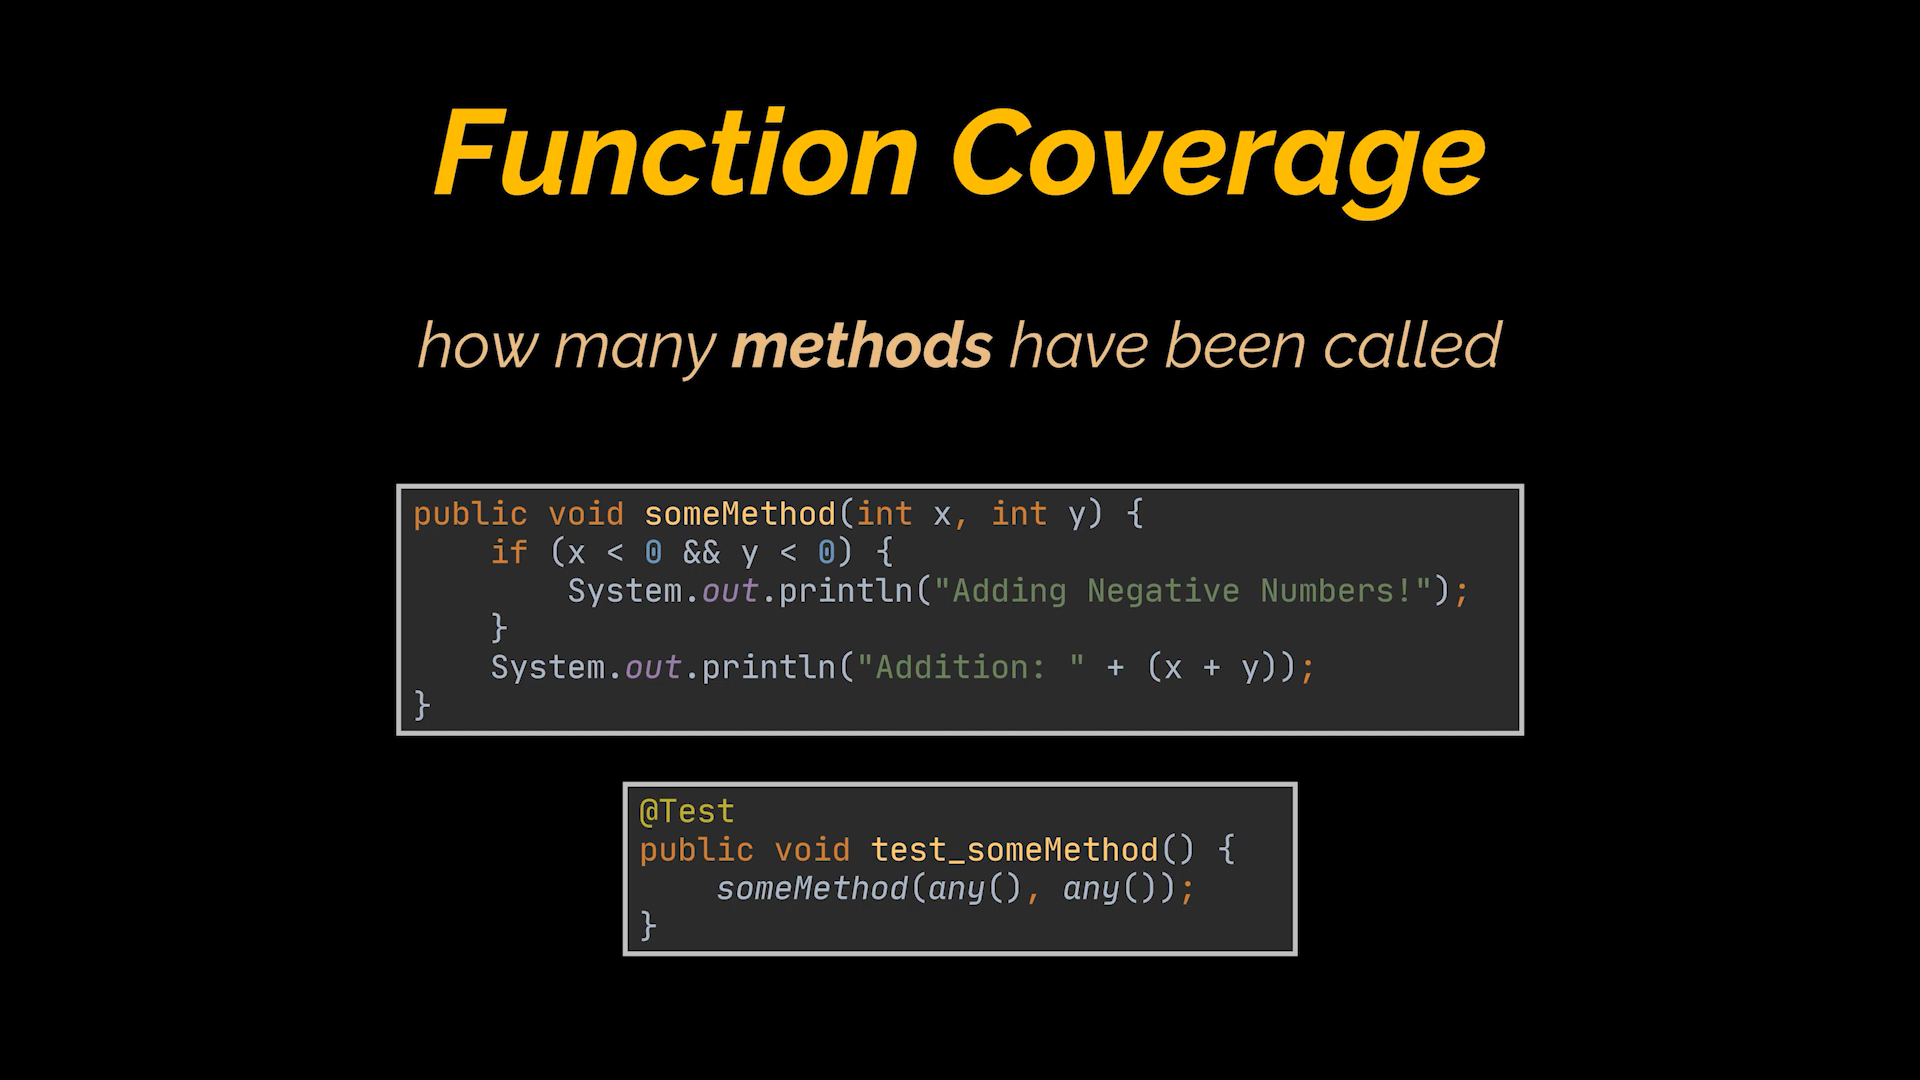 Function Coverage
how many methods have been called
public void someMethod(int x, int y) {
    if (x < 0 && y < 0) {
        System.out.println("Adding Negative Numbers!");
    }
    System.out.println("Addition: " + (x + y));
}
@Test
public void test_someMethod() {
    someMethod(any(), any());
}